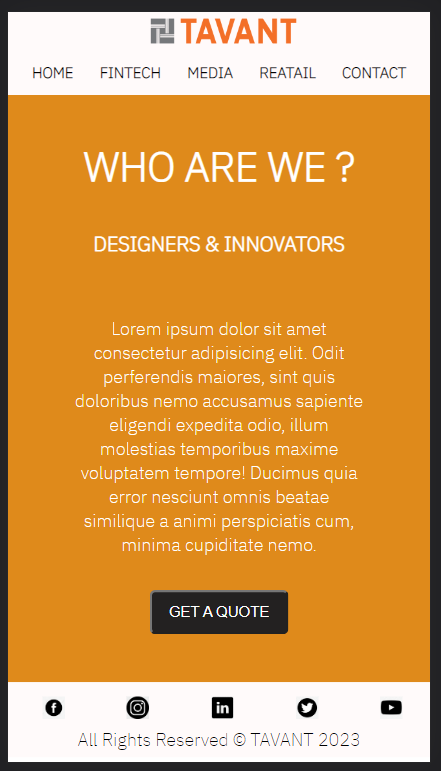 TAVANT
HOME FINTECH MEDIA REATAIL CONTACT
WHO ARE WE ?
DESIGNERS & INNOVATORS
Lorem ipsum dolor sit amet
consectetur adipisicing elit. Odit
perferendis maiores, sint quis
doloribus nemo accusamus sapiente
eligendi expedita odio, illum
molestias temporibus maxime
voluptatem tempore! Ducimus quia
error nesciunt omnis beatae
similique a animi perspiciatis cum,
minima cupiditate nemo.
GET A QUOTE
All Rights Reserved © TAVANT 2023